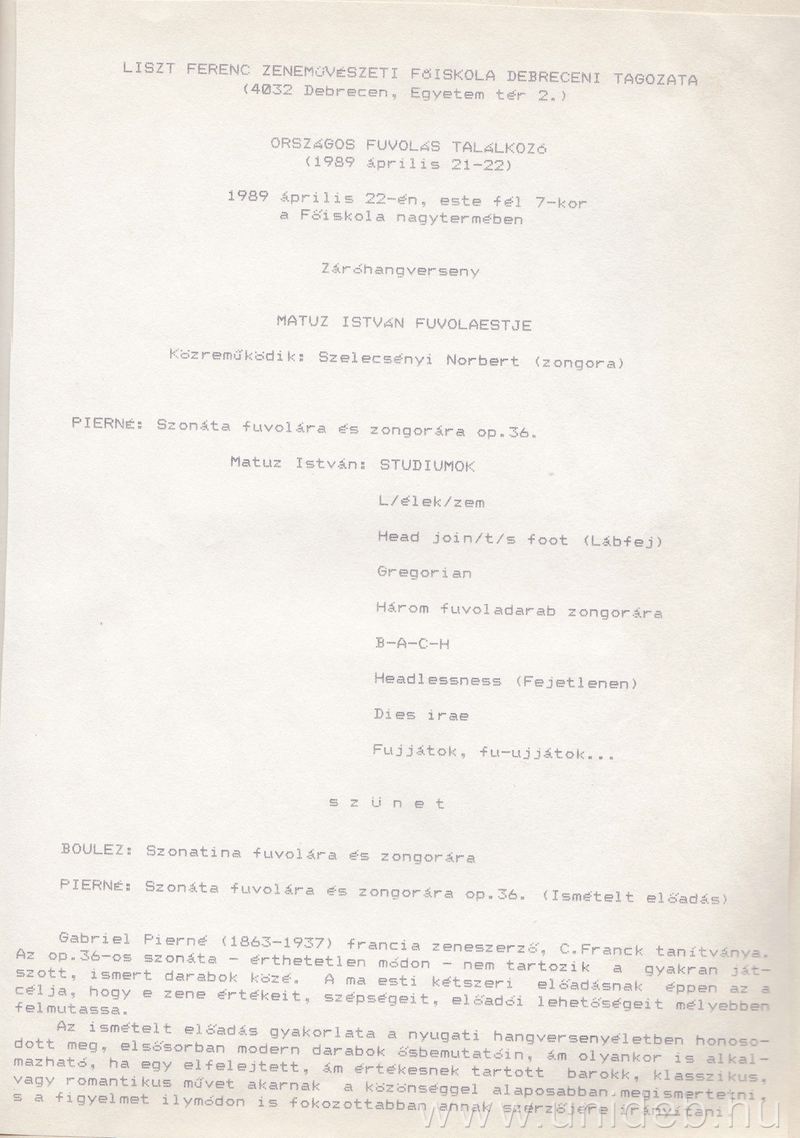 LISZT FERENC ZENEMŰVÉSZETI FŐISKOLA DEBRECENI TAGOZATA
(4032 Debrecen, Egyetem tér 2.)
ORSZÁGOS FUVOLÁS TALÁLKOZÓ
(1989 április 21-22)
1989 április 22-én, este fél 7-kor
a Főiskola nagytermében
Záróhangverseny
MATUZ ISTVÁN FUVOLAESTJE
Közreműködik: Szelecsényi Norbert (zongora)
PIERNÉ: Szonáta fuvolára és zongorára op.36.
Matuz István: STUDIUMOK
L/élek/zem
Head join/t/s foot (Lábfej)
Gregorian
Három fuvoladarab zongorára
B-A-C-H
Headlessness (Fejetlenen)
Dies irae
Fujjátok, fu-ujjátok...
s z ü n e t
BOULEZ: Szonatina fuvolára és zongorára
PIERNÉ: Szonáta fuvolára és zongorára op.36. (Ismételt előadás)
Gabriel Pierné (1863-1937) francia zeneszerző, C.Franck tanítványa.
Az op.36-os szonáta - érthetetlen módon - nem tartozik a gyakran ját-
szott, ismert darabok közé. A ma esti kétszeri előadásnak éppen az a
célja, hogy e zene értékeit, szépségeit, előadói lehetőségeit mélyebben
felmutassa.
Az ismételt előadás gyakorlata a nyugati hangversenyéletben honoso-
dott meg, elsősorban modern darabok ősbemutatóin, ám olyankor is alkal-
mazható, ha egy elfelejtett, ám értékesnek tartott barokk, klasszikus,
vagy romantikus művet akarnak a közönséggel alaposabban megismertetni,
s a figyelmet ilymódon is fokozottabban annak szerzőjére irányítani.
www.unideb.hu